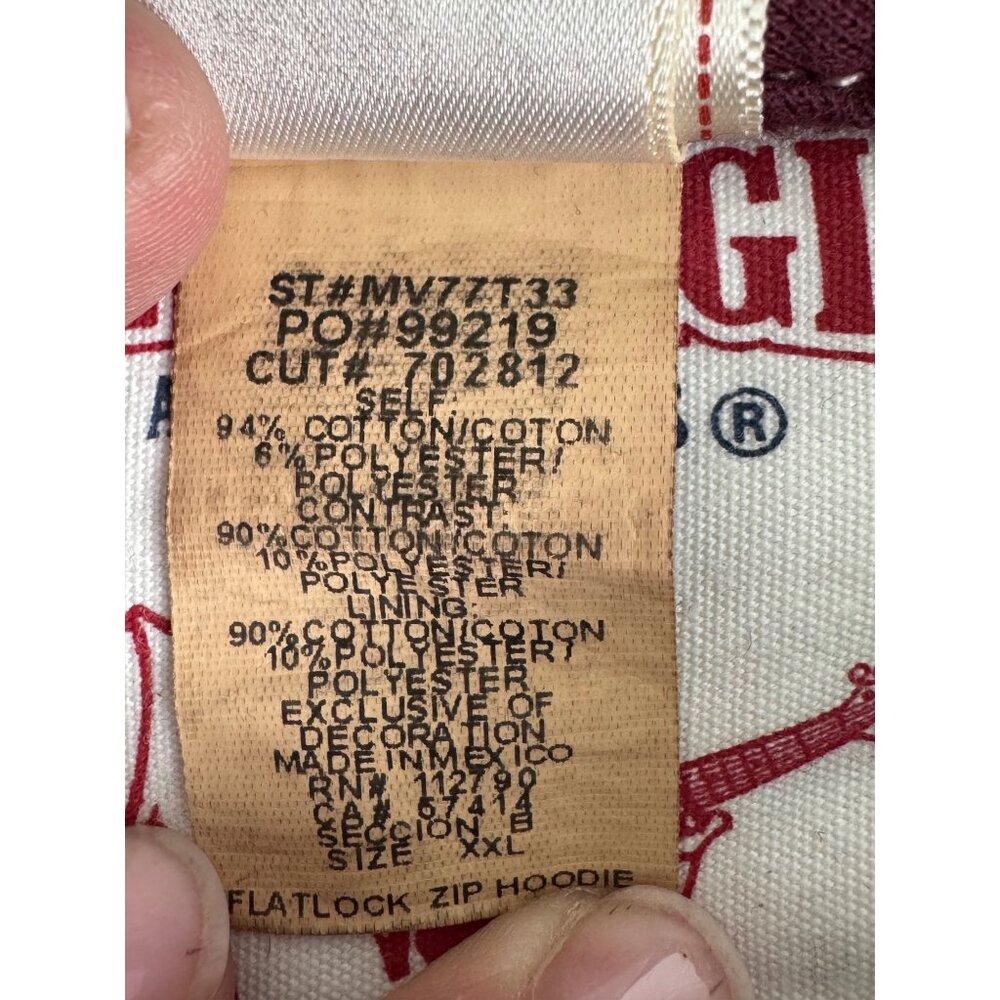 GI
®
ST#MV7ZT33
PO#99219
CUT# 702812
SELF:
94% COTTON/COTON
6% POLYESTER/
POLYESTER
CONTRAST:
90% COTTON/COTON
10% POLYESTER/
POLYESTER
LINING:
90% COTTON/COTON
10% POLYESTER/
POLYESTER
EXCLUSIVE OF
DECORATION
MADE IN MEXICO
RN# 112790
CA# 57414
SECCION B
SIZE XXL
FLATLOCK ZIP HOODIE